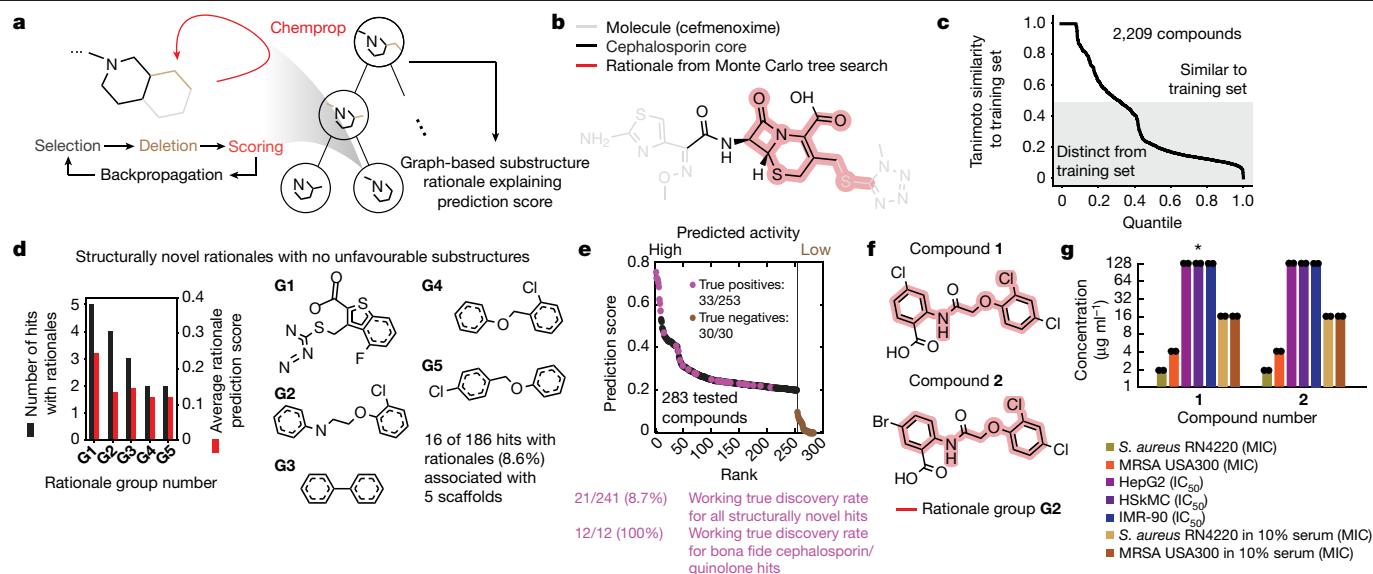 a
Chemprop
...
N
N
N
N
N
Selection
Deletion
Scoring
Backpropagation
Graph-based substructure
rationale explaining
prediction score
b
Molecule (cefmenoxime)
Cephalosporin core
Rationale from Monte Carlo tree search
O
OH
O
S
NH2
N
O
N
H
N
O
H
N
S
S
N
N
N
N
c
1.0
0.8
0.6
0.4
0.2
0
Tanimoto similarity
to training set
2,209 compounds
Similar to
training set
Distinct from
training set
0
0.2
0.4
0.6
0.8
1.0
Quantile
d
Structurally novel rationales with no unfavourable substructures
Number of hits
with rationales
5
4
3
2
1
0
0.4
0.3
0.2
0.1
0
Average rationale
prediction score
G1
G2
G3
G4
G5
Rationale group number
G1
O
O
S
S
N
N
N
F
G2
N
O
Cl
G3
G4
O
Cl
G5
Cl
O
16 of 186 hits with
rationales (8.6%)
associated with
5 scaffolds
e
Predicted activity
High
Low
Prediction score
0.8
0.6
0.4
0.2
0
True positives:
33/253
True negatives:
30/30
283 tested
compounds
0
50
100
150
200
250
300
Rank
21/241 (8.7%)
Working true discovery rate
for all structurally novel hits
12/12 (100%)
Working true discovery rate
for bona fide cephalosporin/
quinolone hits
f
Compound 1
Cl
O
O
Cl
Cl
N
H
O
HO
Compound 2
Br
O
O
Cl
Cl
N
H
O
HO
Rationale group G2
g
*
Concentration
(μg ml−1)
128
64
32
16
8
4
2
1
1
2
Compound number
S. aureus RN4220 (MIC)
MRSA USA300 (MIC)
HepG2 (IC50)
HSkMC (IC50)
IMR-90 (IC50)
S. aureus RN4220 in 10% serum (MIC)
MRSA USA300 in 10% serum (MIC)